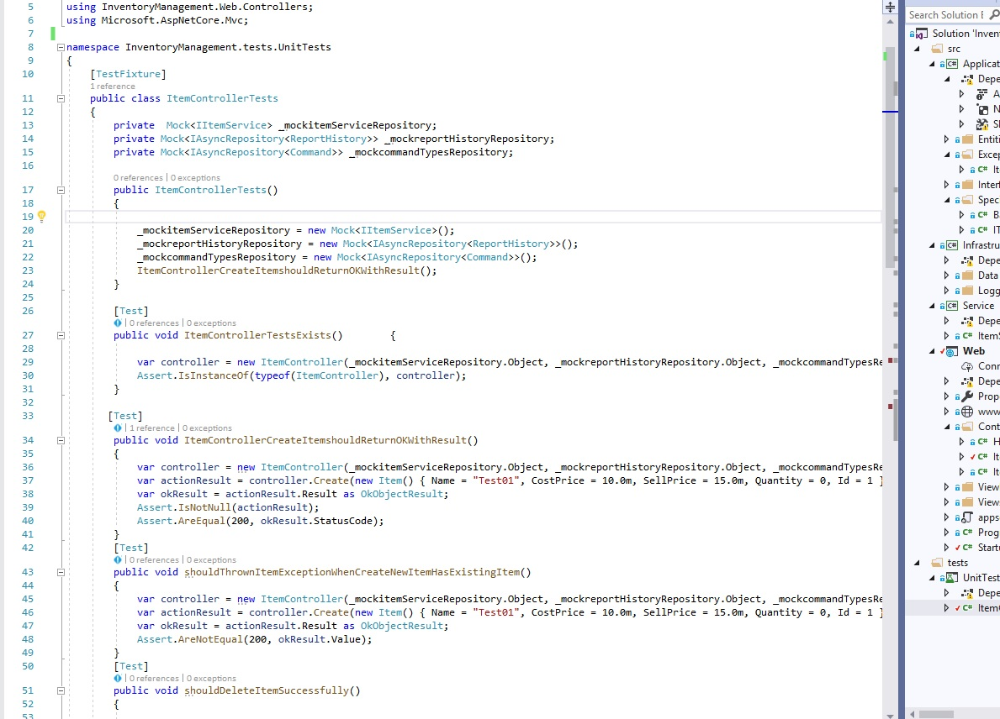 5 using InventoryManagement.Web.Controllers;
6 using Microsoft.AspNetCore.Mvc;
7
8 namespace InventoryManagement.tests.UnitTests
9 {
10 [TestFixture]
1 reference
11 public class ItemControllerTests
12 {
13 private  Mock<IItemService> _mockitemServiceRepository;
14 private Mock<IAsyncRepository<ReportHistory>> _mockreportHistoryRepository;
15 private Mock<IAsyncRepository<Command>> _mockcommandTypesRepository;
16
0 references | 0 exceptions
17 public ItemControllerTests()
18 {
19
20 _mockitemServiceRepository = new Mock<IItemService>();
21 _mockreportHistoryRepository = new Mock<IAsyncRepository<ReportHistory>>();
22 _mockcommandTypesRepository = new Mock<IAsyncRepository<Command>>();
23 ItemControllerCreateItemshouldReturnOKWithResult();
24 }
25
26 [Test]
| 0 references | 0 exceptions
27 public void ItemControllerTestsExists()        {
28
29 var controller = new ItemController(_mockitemServiceRepository.Object, _mockreportHistoryRepository.Object, _mockcommandTypesRe
30 Assert.IsInstanceOf(typeof(ItemController), controller);
31 }
32
33 [Test]
| 1 reference | 0 exceptions
34 public void ItemControllerCreateItemshouldReturnOKWithResult()
35 {
36 var controller = new ItemController(_mockitemServiceRepository.Object, _mockreportHistoryRepository.Object, _mockcommandTypesRe
37 var actionResult = controller.Create(new Item() { Name = "Test01", CostPrice = 10.0m, SellPrice = 15.0m, Quantity = 0, Id = 1 }
38 var okResult = actionResult.Result as OkObjectResult;
39 Assert.IsNotNull(actionResult);
40 Assert.AreEqual(200, okResult.StatusCode);
41 }
42 [Test]
| 0 references | 0 exceptions
43 public void shouldThrownItemExceptionWhenCreateNewItemHasExistingItem()
44 {
45 var controller = new ItemController(_mockitemServiceRepository.Object, _mockreportHistoryRepository.Object, _mockcommandTypesRe
46 var actionResult = controller.Create(new Item() { Name = "Test01", CostPrice = 10.0m, SellPrice = 15.0m, Quantity = 0, Id = 1 }
47 var okResult = actionResult.Result as OkObjectResult;
48 Assert.AreNotEqual(200, okResult.Value);
49 }
50 [Test]
| 0 references | 0 exceptions
51 public void shouldDeleteItemSuccessfully()
52 {
53
Search Solution E
Solution 'Inven
src
C# Applicat
Depe
A
N
SI
Entiti
Excep
C# It
Interf
Speci
C# B
C# IT
C# Infrastru
Depe
Data
Logg
C# Service
Depe
C# ItemS
Web
Conn
Depe
Prop
www
Cont
C# H
C# It
C# It
View
Views
apps
C# Prog
C# Startu
tests
UnitTest
Depe
C# ItemC